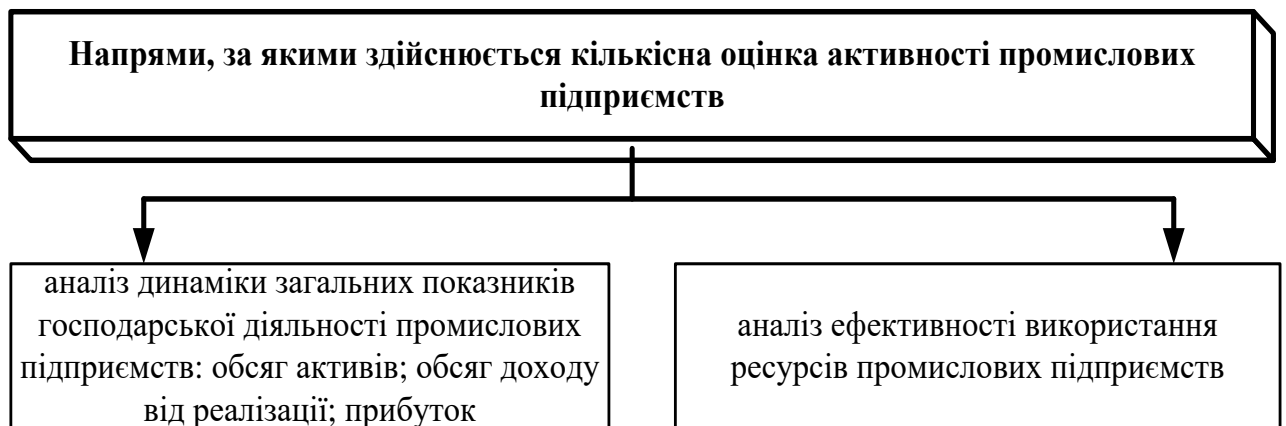 Напрями, за якими здійснюється кількісна оцінка активності промислових
підприємств
аналіз динаміки загальних показників
господарської діяльності промислових
підприємств: обсяг активів; обсяг доходу
від реалізації; прибуток
аналіз ефективності використання
ресурсів промислових підприємств